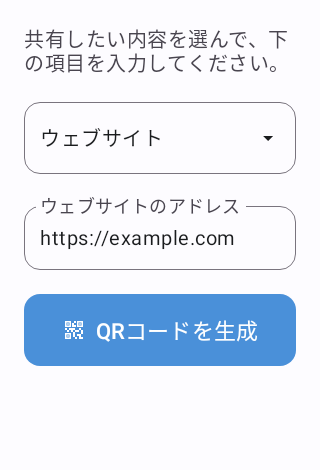 共有したい内容を選んで、下
の項目を入力してください。
ウェブサイト
ウェブサイトのアドレス
https://example.com
QRコードを生成